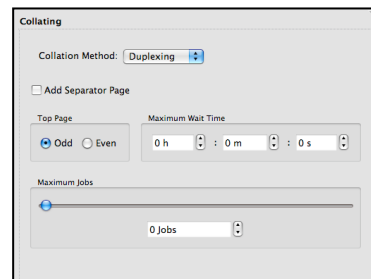 Collating
Collation Method: Duplexing
Add Separator Page
Top Page
Maximum Wait Time
Odd Even
0 h : 0 m : 0 s
Maximum Jobs
0 Jobs